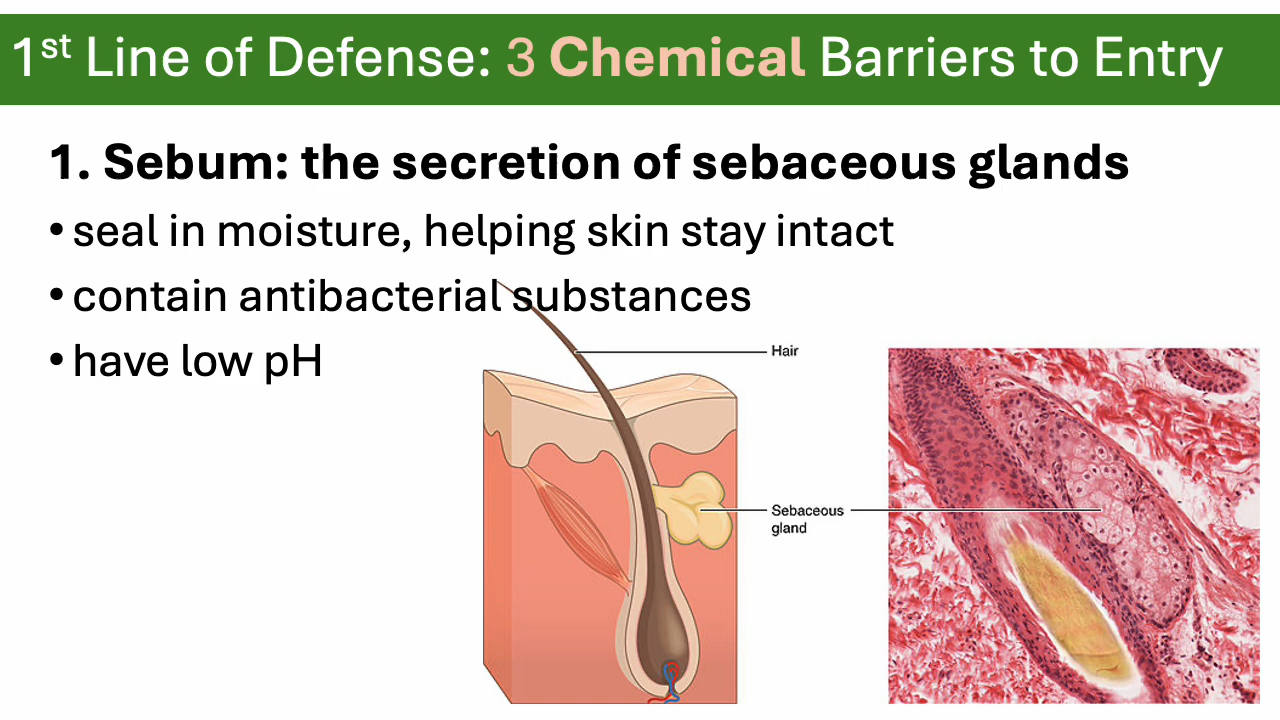 1st Line of Defense: 3 Chemical Barriers to Entry
1. Sebum: the secretion of sebaceous glands
• seal in moisture, helping skin stay intact
• contain antibacterial substances
• have low pH
Hair
Sebaceous
gland